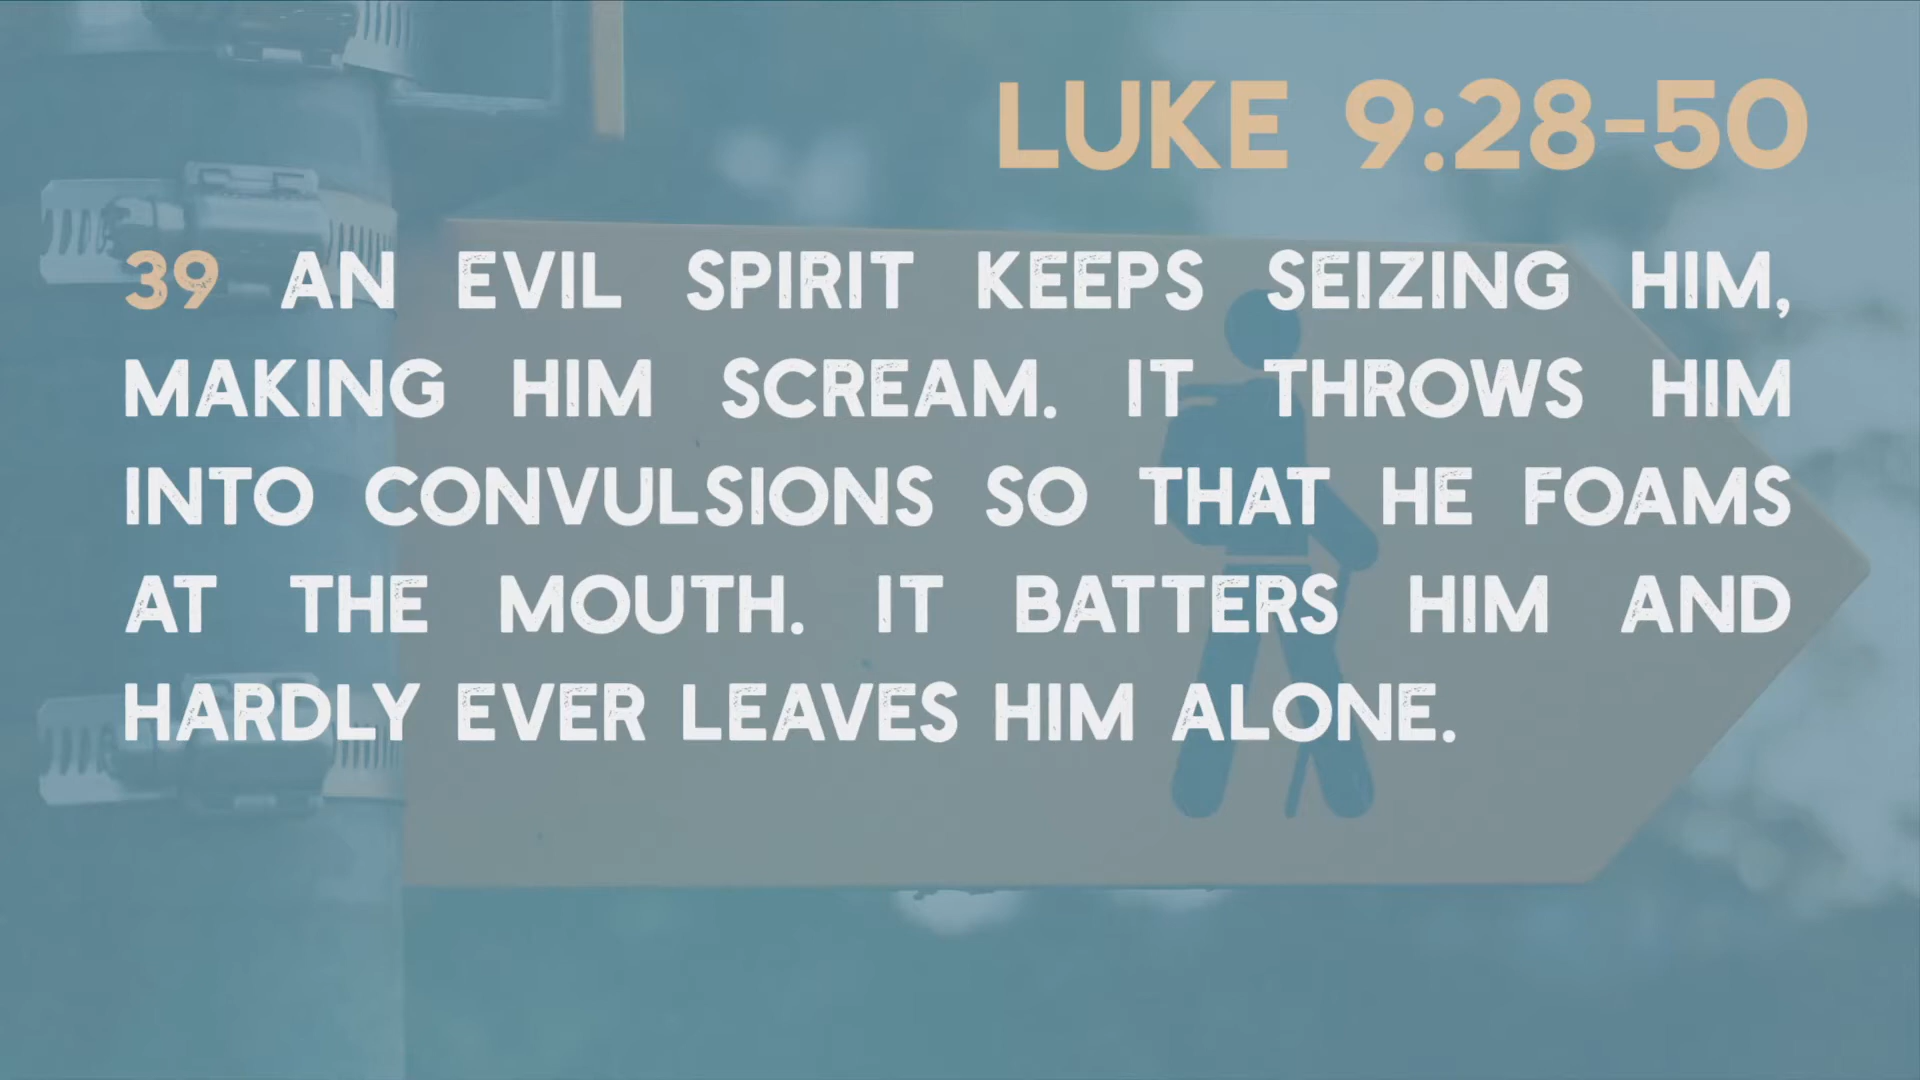 LUKE 9:28-50
39 AN EVIL SPIRIT KEEPS SEIZING HIM,
MAKING HIM SCREAM. IT THROWS HIM
INTO CONVULSIONS SO THAT HE FOAMS
AT THE MOUTH. IT BATTERS HIM AND
HARDLY EVER LEAVES HIM ALONE.